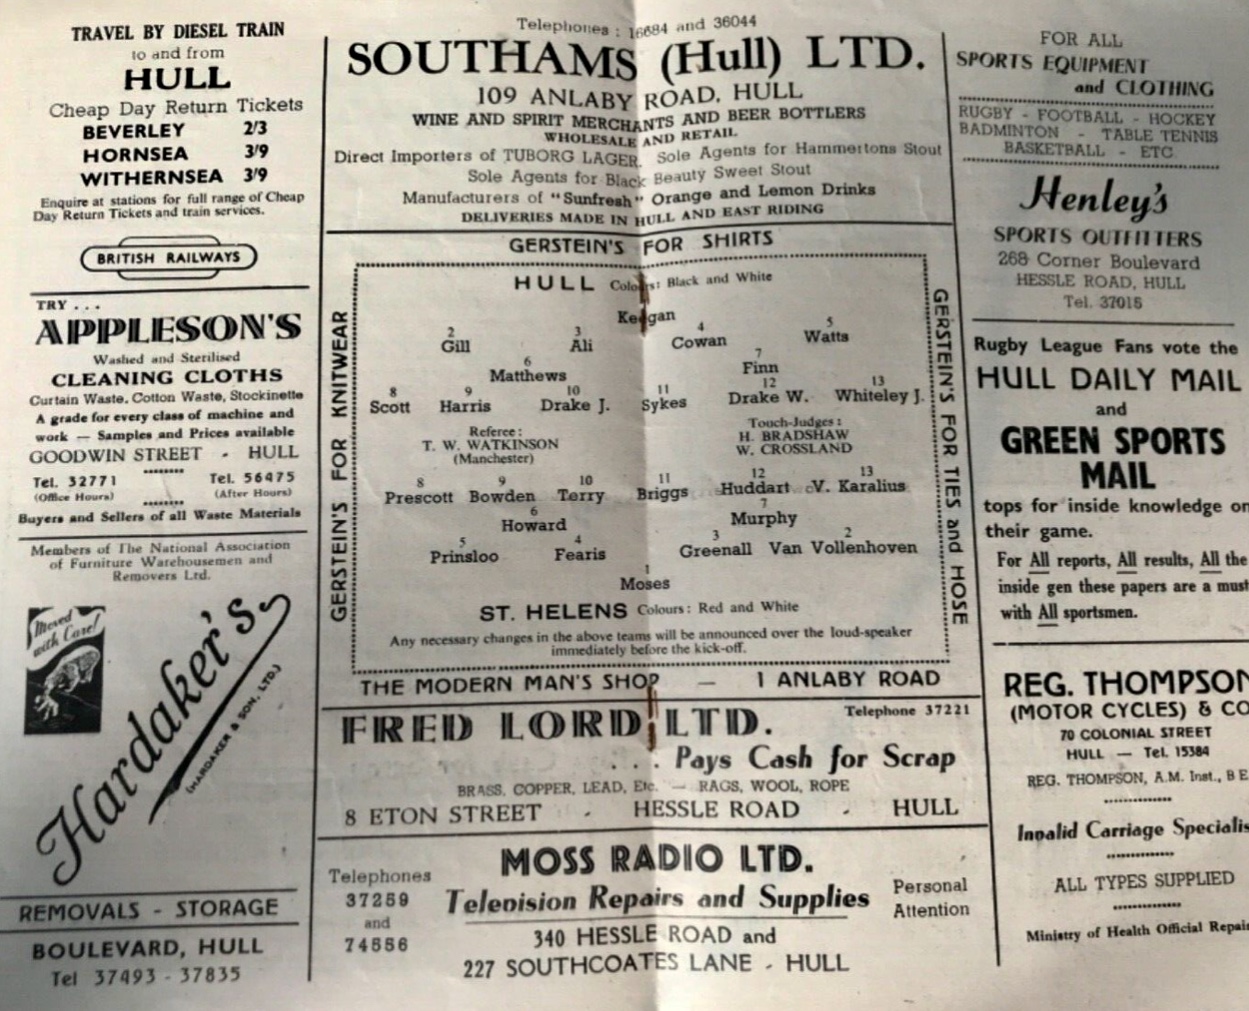 TRAVEL BY DIESEL TRAIN
to and from
HULL
Cheap Day Return Tickets
BEVERLEY 2/3
HORNSEA 3/9
WITHERNSEA 3/9
Enquire at stations for full range of Cheap
Day Return Tickets and train services.
BRITISH RAILWAYS
TRY . . .
APPLESON'S
Washed and Sterilised
CLEANING CLOTHS
Curtain Waste, Cotton Waste, Stockinette
A grade for every class of machine and
work — Samples and Prices available
GOODWIN STREET - HULL
Tel. 32771 Tel. 56475
(Office Hours) (After Hours)
Buyers and Sellers of all Waste Materials
Members of The National Association
of Furniture Warehousemen and
Removers Ltd.
Moved
with Care!
Hardaker's
(HARDAKER & SON, LTD.)
REMOVALS - STORAGE
BOULEVARD, HULL
Tel 37493 - 37835
Telephones : 16684 and 36044
SOUTHAMS (Hull) LTD.
109 ANLABY ROAD, HULL
WINE AND SPIRIT MERCHANTS AND BEER BOTTLERS
WHOLESALE AND RETAIL
Direct Importers of TUBORG LAGER. Sole Agents for Hammertons Stout
Sole Agents for Black Beauty Sweet Stout
Manufacturers of "Sunfresh" Orange and Lemon Drinks
DELIVERIES MADE IN HULL AND EAST RIDING
GERSTEIN'S FOR SHIRTS
GERSTEIN'S FOR KNITWEAR
HULL Colours: Black and White
Keegan
2 3 4 5
Gill Ali Cowan Watts
6 7
Matthews Finn
8 9 10 11 12 13
Scott Harris Drake J. Sykes Drake W. Whiteley J.
Referee : Touch-Judges :
T. W. WATKINSON H. BRADSHAW
(Manchester) W. CROSSLAND
8 9 10 11 12 13
Prescott Bowden Terry Briggs Huddart V. Karalius
6 7
Howard Murphy
5 4 3 2
Prinsloo Fearis Greenall Van Vollenhoven
1
Moses
ST. HELENS Colours: Red and White
Any necessary changes in the above teams will be announced over the loud-speaker
immediately before the kick-off.
GERSTEIN'S FOR TIES and HOSE
THE MODERN MAN'S SHOP — 1 ANLABY ROAD
FRED LORD LTD. Telephone 37221
. . . Pays Cash for Scrap
BRASS, COPPER, LEAD, Etc. — RAGS, WOOL, ROPE
8 ETON STREET - HESSLE ROAD - HULL
MOSS RADIO LTD.
Telephones
37259
and
74556
Television Repairs and Supplies
Personal
Attention
340 HESSLE ROAD and
227 SOUTHCOATES LANE - HULL
FOR ALL
SPORTS EQUIPMENT
and CLOTHING
RUGBY - FOOTBALL - HOCKEY
BADMINTON - TABLE TENNIS
BASKETBALL - ETC
Henley's
SPORTS OUTFITTERS
268 Corner Boulevard
HESSLE ROAD, HULL
Tel. 37015
Rugby League Fans vote the
HULL DAILY MAIL
and
GREEN SPORTS
MAIL
tops for inside knowledge on
their game.
For All reports, All results, All the
inside gen these papers are a must
with All sportsmen.
REG. THOMPSON
(MOTOR CYCLES) & CO
70 COLONIAL STREET
HULL — Tel. 15384
REG. THOMPSON, A.M. Inst., B E
Invalid Carriage Specialis
ALL TYPES SUPPLIED
Ministry of Health Official Repair